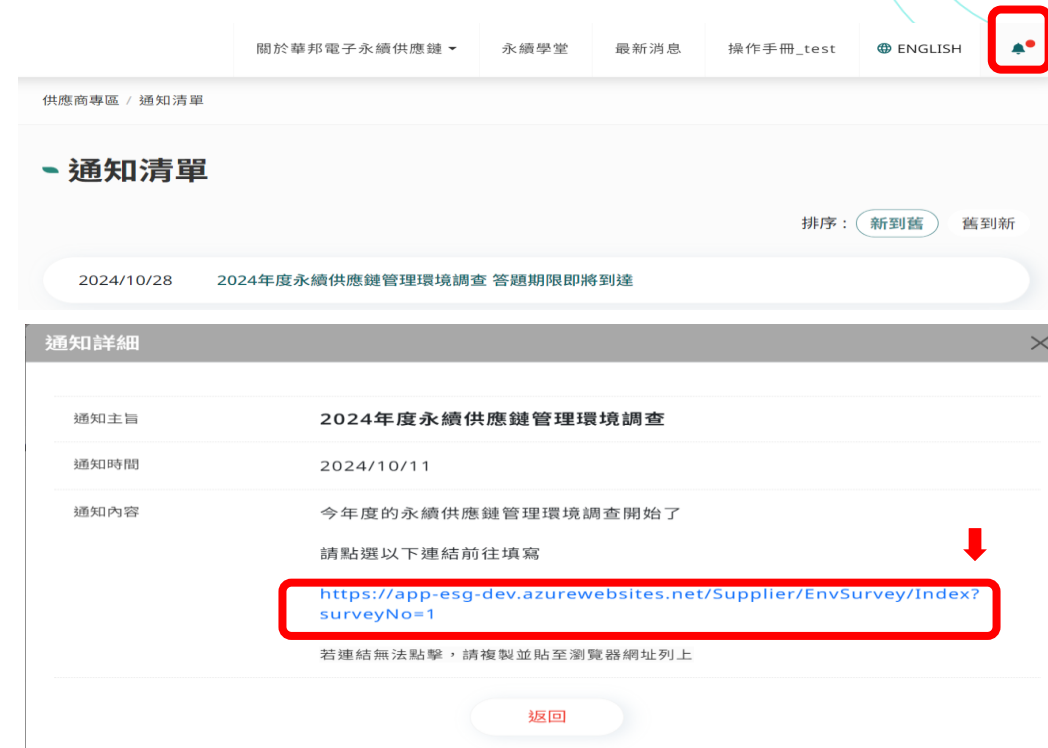 關於華邦電子永續供應鏈 永續學堂 最新消息 操作手冊_test ENGLISH
供應商專區 / 通知清單
通知清單
排序： 新到舊 舊到新
2024/10/28 2024年度永續供應鏈管理環境調查 答題期限即將到達
通知詳細
通知主旨 2024年度永續供應鏈管理環境調查
通知時間 2024/10/11
通知內容 今年度的永續供應鏈管理環境調查開始了
請點選以下連結前往填寫
https://app-esg-dev.azurewebsites.net/Supplier/EnvSurvey/Index?
surveyNo=1
若連結無法點擊，請複製並貼至瀏覽器網址列上
返回